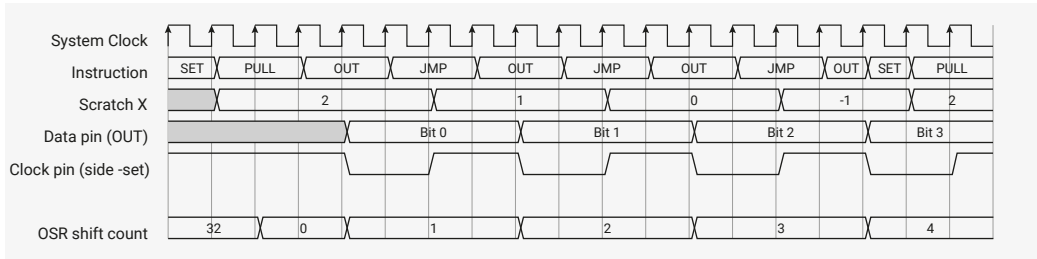 System Clock
Instruction SET PULL OUT JMP OUT JMP OUT JMP OUT SET PULL
Scratch X 2 1 0 -1 2
Data pin (OUT) Bit 0 Bit 1 Bit 2 Bit 3
Clock pin (side -set)
OSR shift count 32 0 1 2 3 4